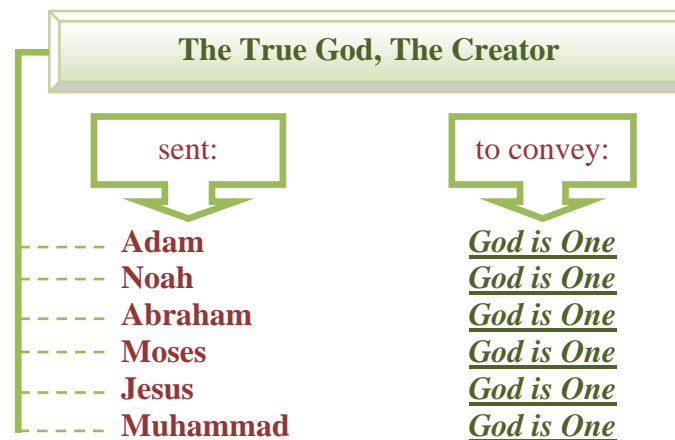 The True God, The Creator
sent: to convey:
Adam God is One
Noah God is One
Abraham God is One
Moses God is One
Jesus God is One
Muhammad God is One